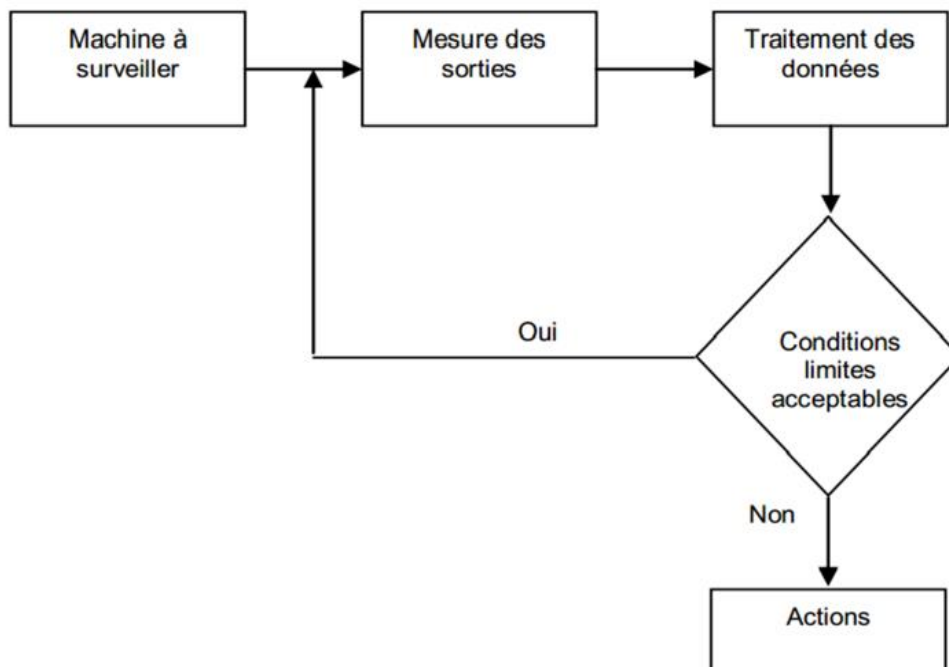 Machine à
surveiller
Mesure des
sorties
Traitement des
données
Oui
Conditions
limites
acceptables
Non
Actions